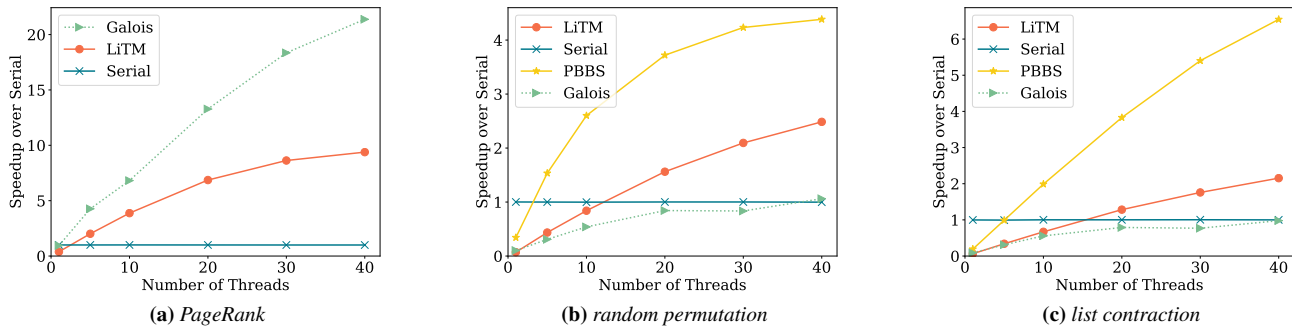 Galois
LiTM
Serial
Speedup over Serial
20
15
10
5
0
0
10
20
30
40
Number of Threads
(a) PageRank
LiTM
Serial
PBBS
Galois
Speedup over Serial
4
3
2
1
0
0
10
20
30
40
Number of Threads
(b) random permutation
LiTM
Serial
PBBS
Galois
Speedup over Serial
6
5
4
3
2
1
0
0
10
20
30
40
Number of Threads
(c) list contraction